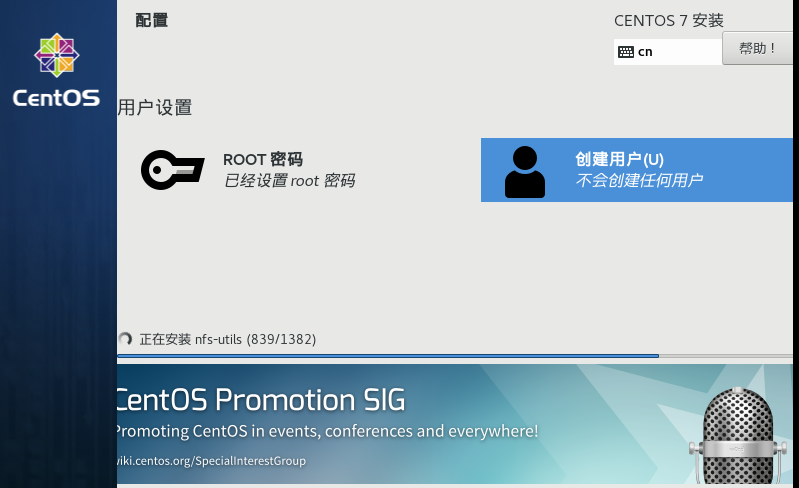 配置
CENTOS 7 安装
cn
帮助！
CentOS
用户设置
ROOT 密码
已经设置 root 密码
创建用户(U)
不会创建任何用户
正在安装 nfs-utils (839/1382)
CentOS Promotion SIG
Promoting CentOS in events, conferences and everywhere!
wiki.centos.org/SpecialInterestGroup